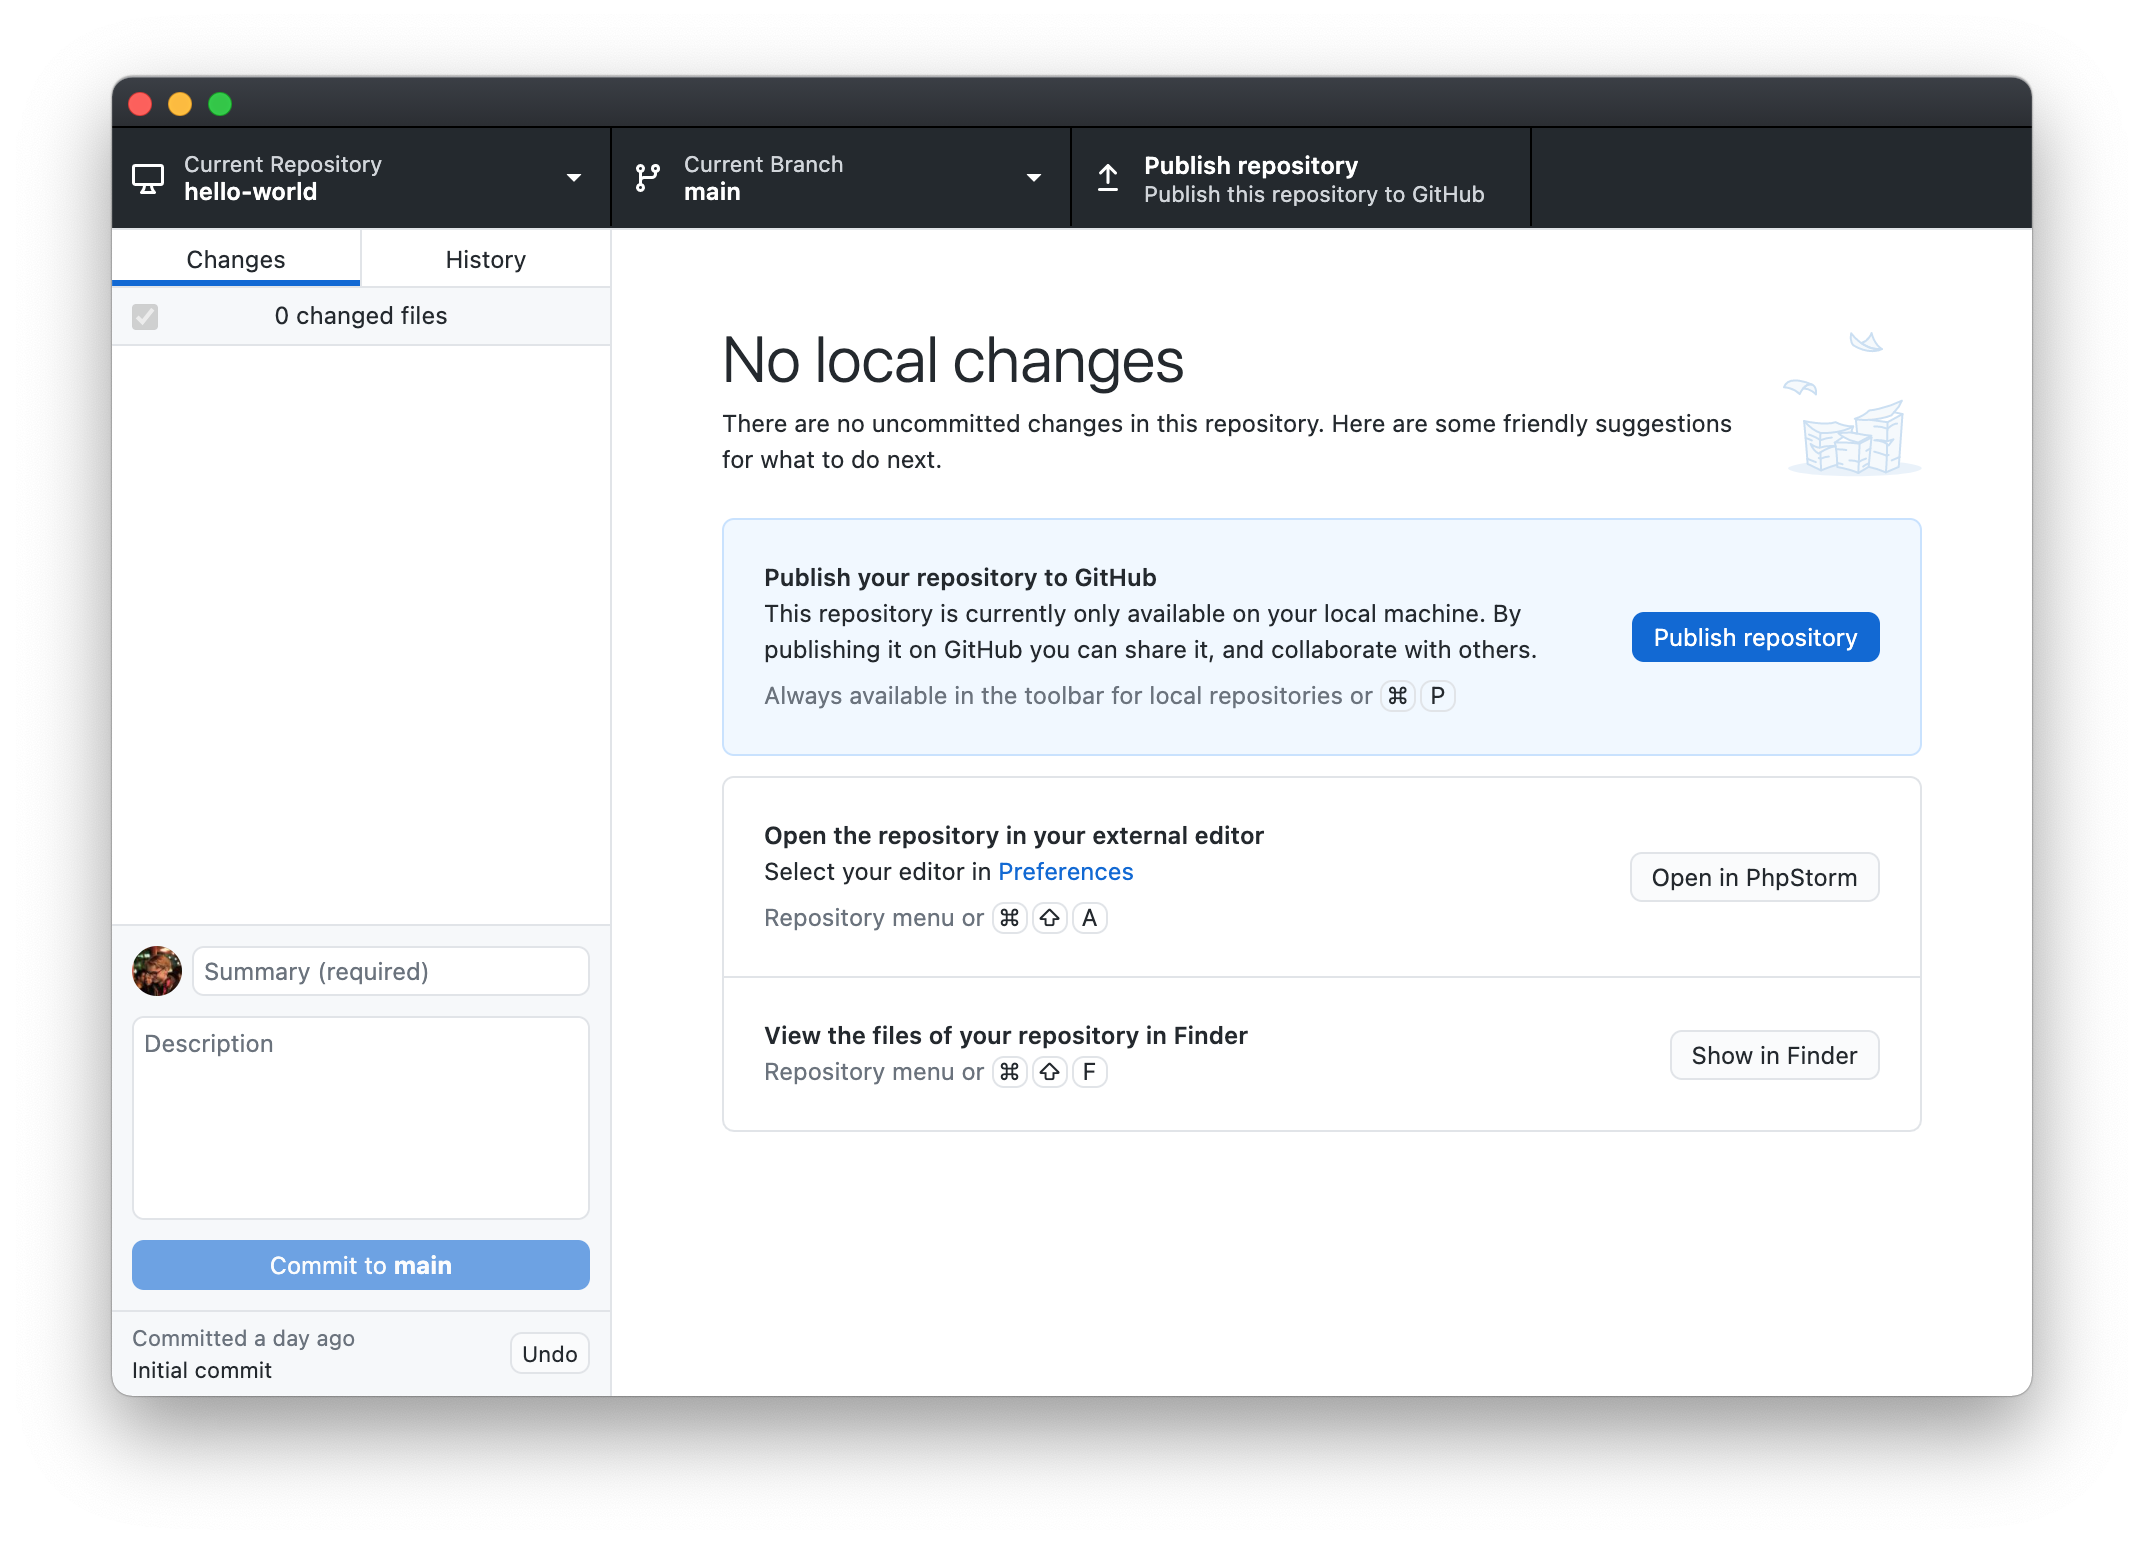 Current Repository
hello-world
Current Branch
main
Publish repository
Publish this repository to GitHub
Changes
History
0 changed files
No local changes
There are no uncommitted changes in this repository. Here are some friendly suggestions
for what to do next.
Publish your repository to GitHub
This repository is currently only available on your local machine. By
publishing it on GitHub you can share it, and collaborate with others.
Always available in the toolbar for local repositories or ⌘ P
Publish repository
Open the repository in your external editor
Select your editor in Preferences
Repository menu or ⌘ ⇧ A
Open in PhpStorm
View the files of your repository in Finder
Repository menu or ⌘ ⇧ F
Show in Finder
Summary (required)
Description
Commit to main
Committed a day ago
Initial commit
Undo